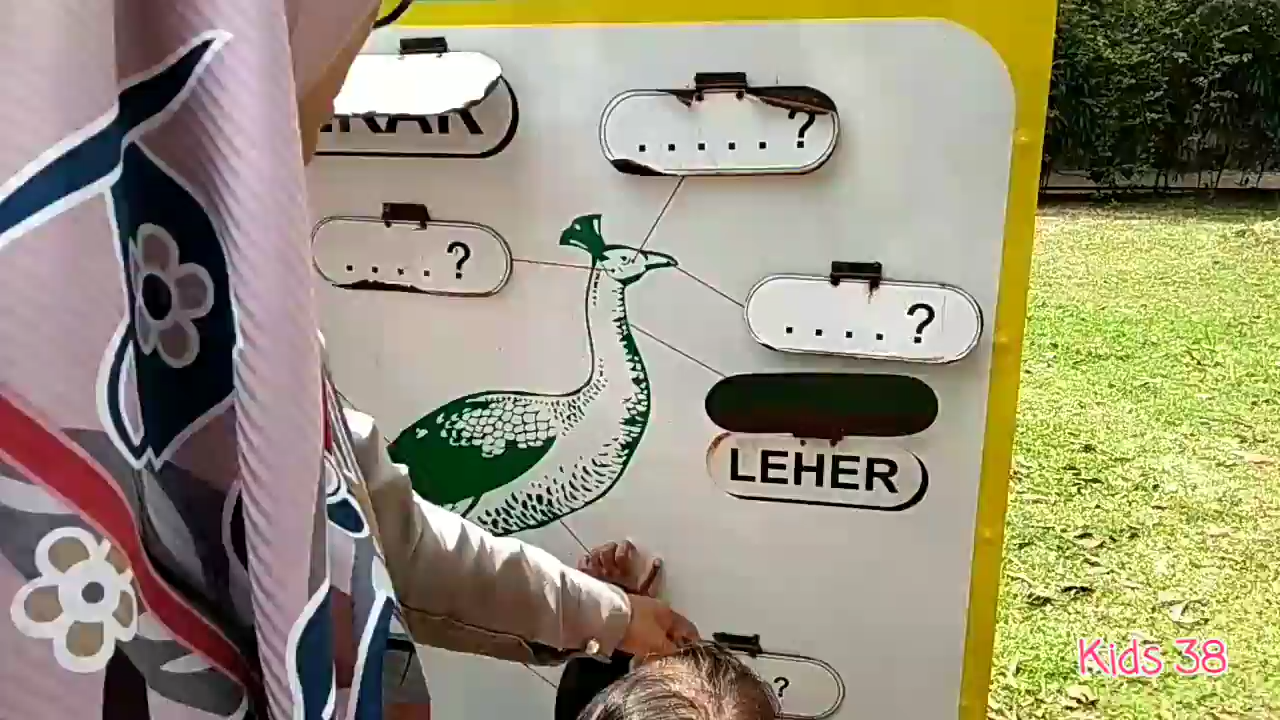 . . . . . ?
. . . . ?
. . . . ?
LEHER
?
Kids 38